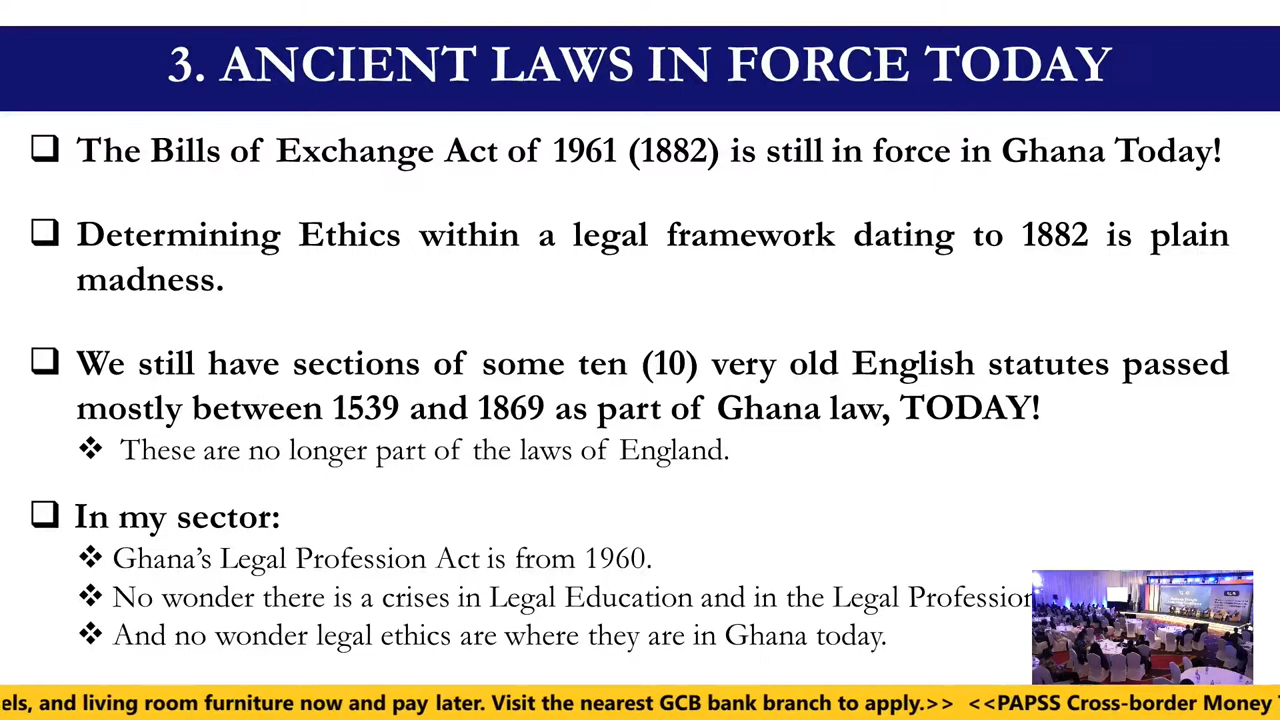 3. ANCIENT LAWS IN FORCE TODAY
The Bills of Exchange Act of 1961 (1882) is still in force in Ghana Today!
Determining Ethics within a legal framework dating to 1882 is plain
madness.
We still have sections of some ten (10) very old English statutes passed
mostly between 1539 and 1869 as part of Ghana law, TODAY!
These are no longer part of the laws of England.
In my sector:
Ghana's Legal Profession Act is from 1960.
No wonder there is a crises in Legal Education and in the Legal Profession
And no wonder legal ethics are where they are in Ghana today.
els, and living room furniture now and pay later. Visit the nearest GCB bank branch to apply.>> <<PAPSS Cross-border Money